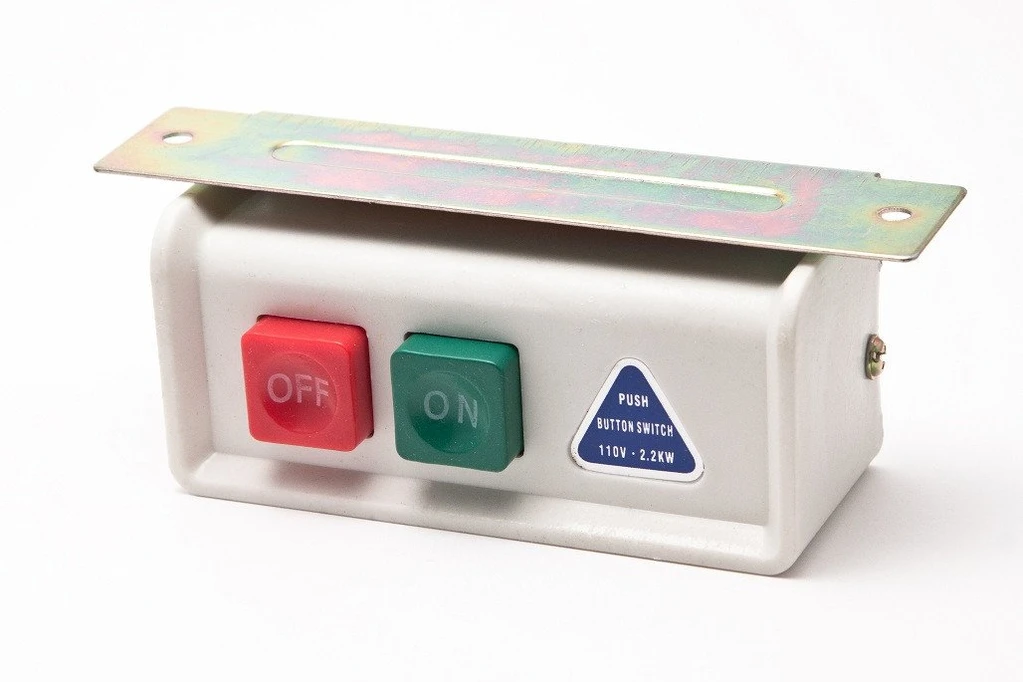 OFF
ON
PUSH
BUTTON SWITCH
110V · 2.2KW